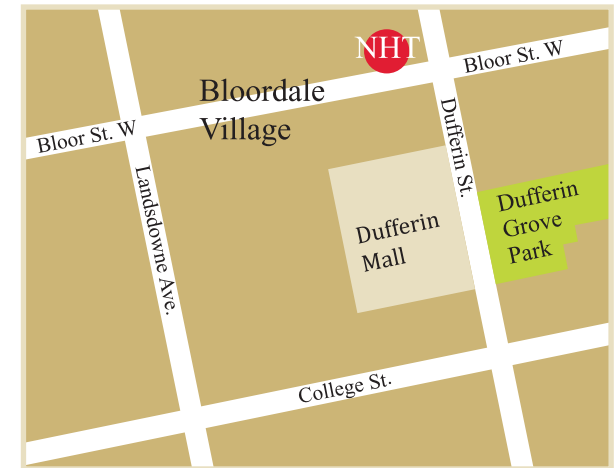 NHT
Bloor St. W
Bloordale
Village
Bloor St. W
Dufferin St.
Landsdowne Ave.
Dufferin
Mall
Dufferin
Grove
Park
College St.